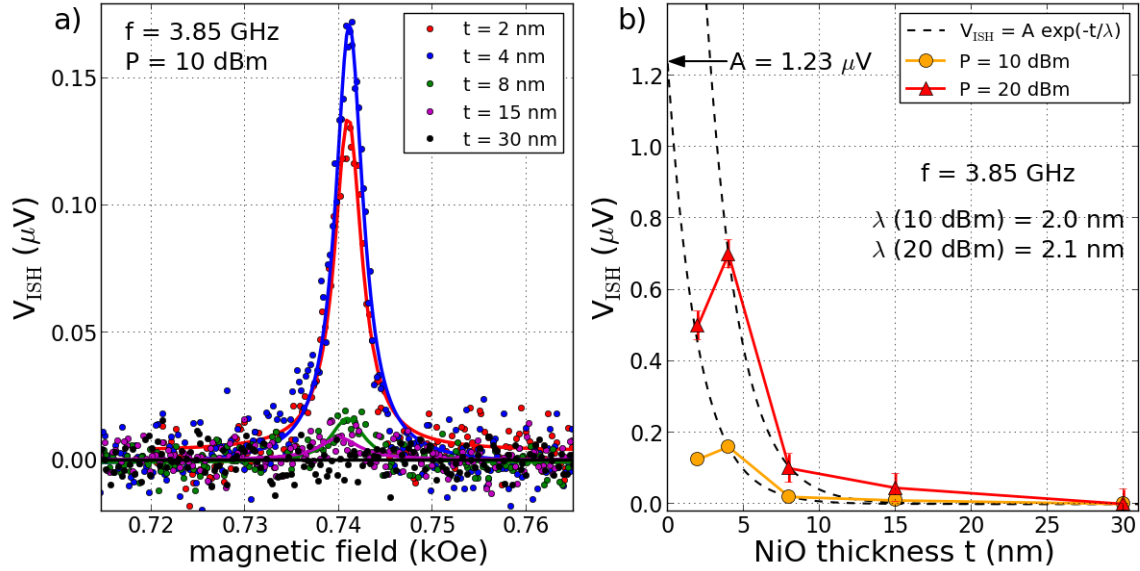 a)
f = 3.85 GHz
P = 10 dBm
t = 2 nm
t = 4 nm
t = 8 nm
t = 15 nm
t = 30 nm
0.15
0.10
0.05
0.00
V_ISH (μV)
0.72
0.73
0.74
0.75
0.76
magnetic field (kOe)
b)
V_ISH = A exp(-t/λ)
P = 10 dBm
P = 20 dBm
A = 1.23 μV
f = 3.85 GHz
λ (10 dBm) = 2.0 nm
λ (20 dBm) = 2.1 nm
1.2
1.0
0.8
0.6
0.4
0.2
0.0
V_ISH (μV)
0
5
10
15
20
25
30
NiO thickness t (nm)